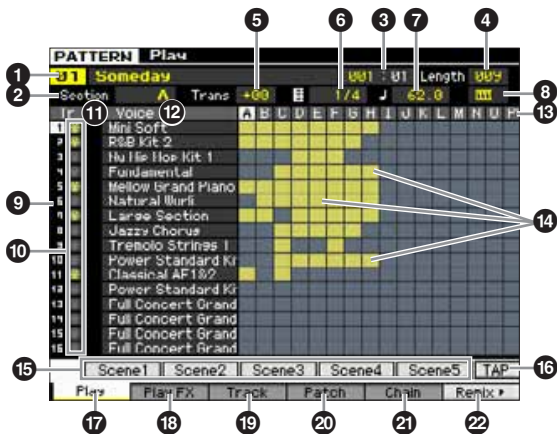 5 6 3 7 4
PATTERN Play
1 01 Someday 001 : 01 Length 009
2 Section A Trans +00 1/4 62.0 8
Tr 11 Voice 12 A B C D E F G H I J K L M N O P 13
1 Mini Soft
2 R&B Kit 2
3 Nu Hip Hop Kit 1
4 Fundamental
5 Mellow Grand Piano
9 6 Natural Wurli 14
7 Large Section
8 Jazzy Chorus
10 9 Tremolo Strings 1
10 Power Standard Ki
11 Classical AF1&2
12 Power Standard Ki
13 Full Concert Grand
14 Full Concert Grand
15 Full Concert Grand
16 Full Concert Grand
15 Scene1 Scene2 Scene3 Scene4 Scene5 TAP 16
Play Play FX Track Patch Chain Remix
17 18 19 20 21 22